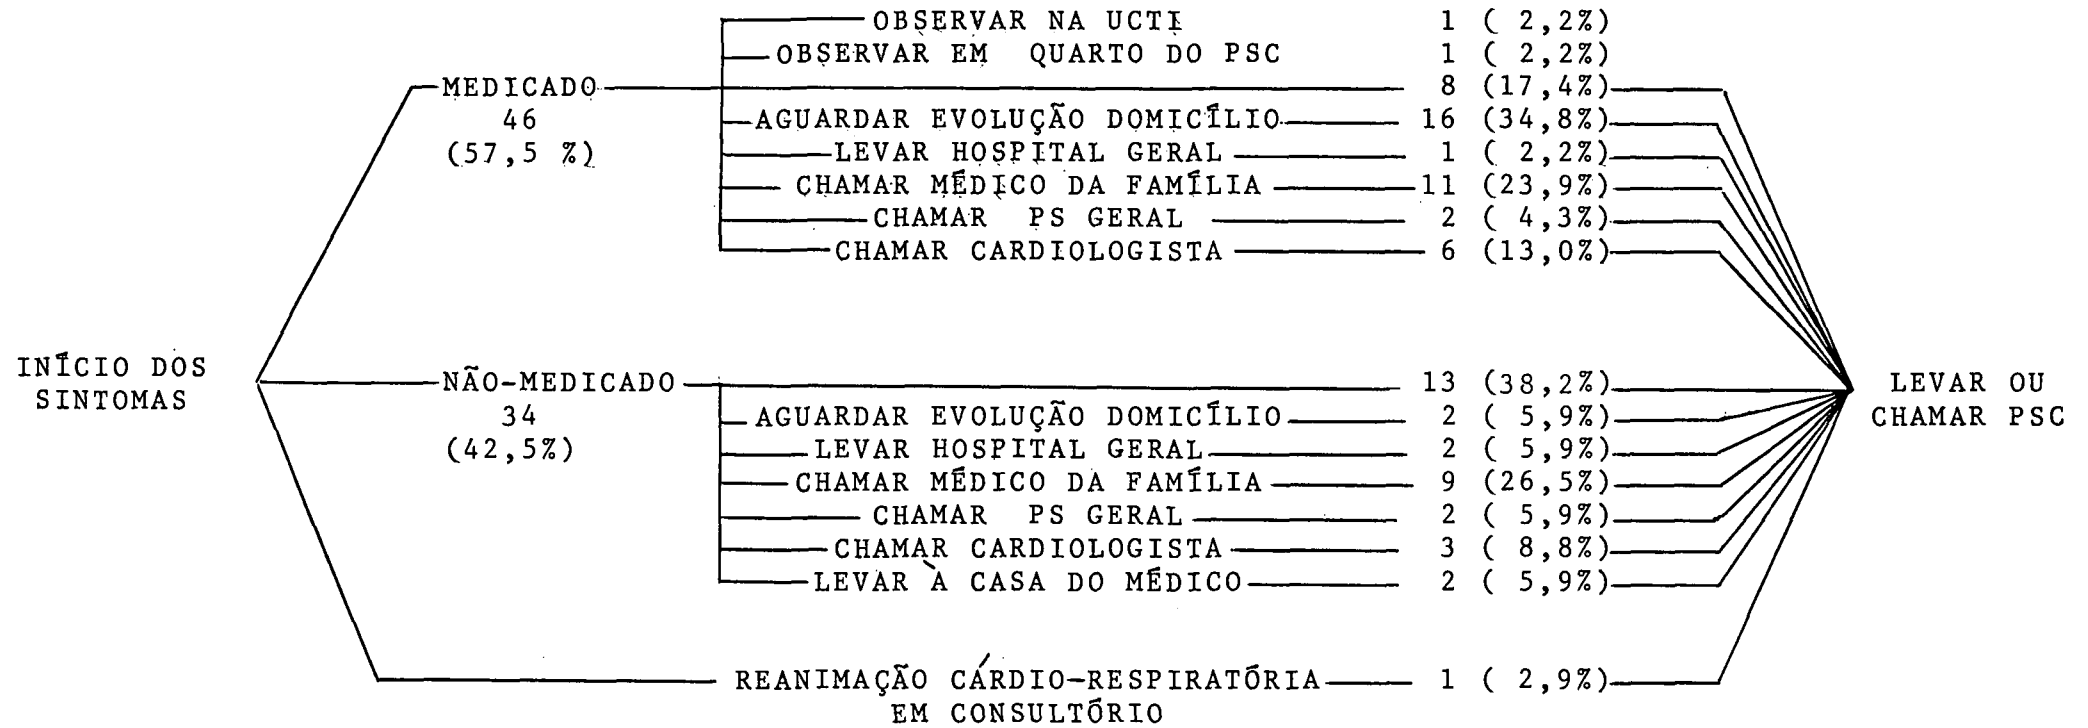 OBSERVAR NA UCTI 1 ( 2,2%)
OBSERVAR EM QUARTO DO PSC 1 ( 2,2%)
MEDICADO 8 (17,4%)
46 AGUARDAR EVOLUÇÃO DOMICÍLIO 16 (34,8%)
(57,5 %) LEVAR HOSPITAL GERAL 1 ( 2,2%)
CHAMAR MÉDICO DA FAMÍLIA 11 (23,9%)
CHAMAR PS GERAL 2 ( 4,3%)
CHAMAR CARDIOLOGISTA 6 (13,0%)
INÍCIO DOS
SINTOMAS
NÃO-MEDICADO 13 (38,2%)
34 AGUARDAR EVOLUÇÃO DOMICÍLIO 2 ( 5,9%)
(42,5%) LEVAR HOSPITAL GERAL 2 ( 5,9%)
CHAMAR MÉDICO DA FAMÍLIA 9 (26,5%)
CHAMAR PS GERAL 2 ( 5,9%)
CHAMAR CARDIOLOGISTA 3 ( 8,8%)
LEVAR À CASA DO MÉDICO 2 ( 5,9%)
REANIMAÇÃO CÁRDIO-RESPIRATÓRIA 1 ( 2,9%)
EM CONSULTÓRIO
LEVAR OU
CHAMAR PSC